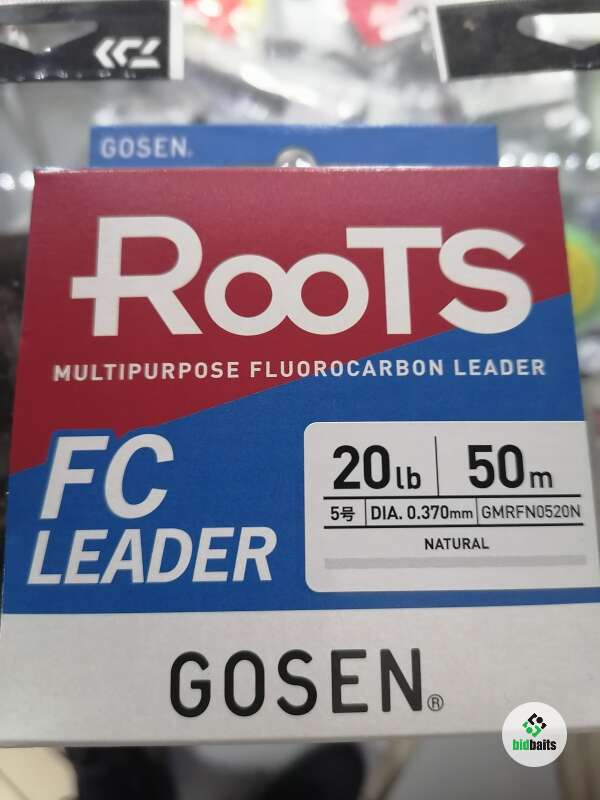 GOSEN.
ROOTS
MULTIPURPOSE FLUOROCARBON LEADER
FC
LEADER
20lb 50m
5号 DIA. 0.370mm GMRFN0520N
NATURAL
GOSEN®
bidbaits